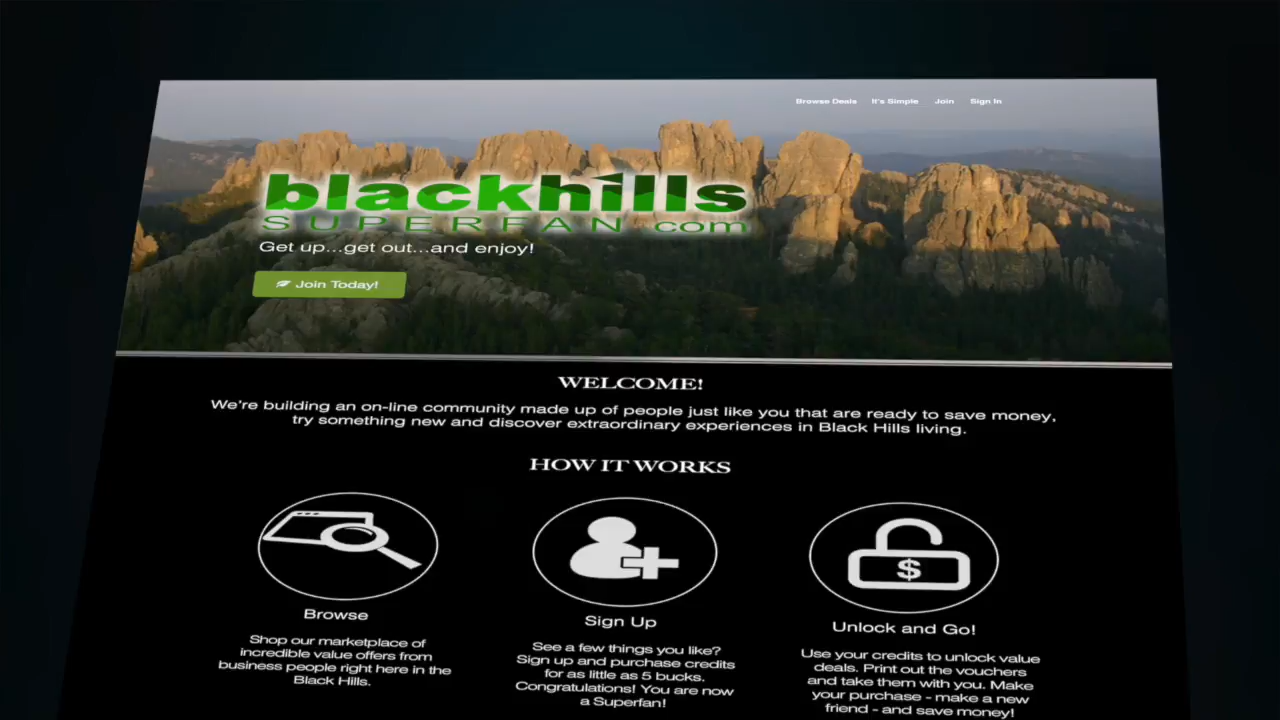 Browse Deals It's Simple Join Sign In
blackhills
SUPERFAN com
Get up...get out...and enjoy!
Join Today!
WELCOME!
We're building an on-line community made up of people just like you that are ready to save money,
try something new and discover extraordinary experiences in Black Hills living.
HOW IT WORKS
$
Browse
Shop our marketplace of
incredible value offers from
business people right here in the
Black Hills.
Sign Up
See a few things you like?
Sign up and purchase credits
for as little as 5 bucks.
Congratulations! You are now
a Superfan!
Unlock and Go!
Use your credits to unlock value
deals. Print out the vouchers
and take them with you. Make
your purchase - make a new
friend - and save money!